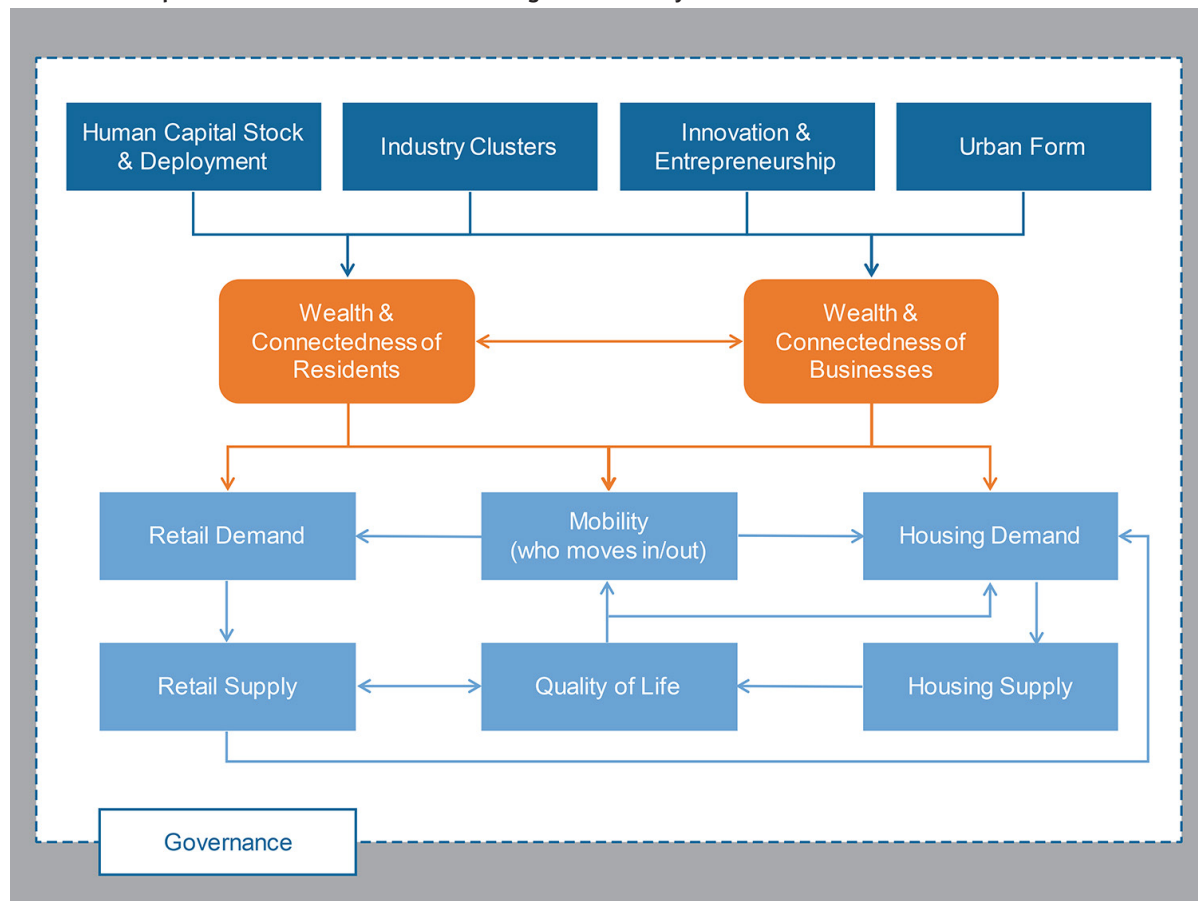 Human Capital Stock
& Deployment
Industry Clusters
Innovation &
Entrepreneurship
Urban Form
Wealth &
Connectedness of
Residents
Wealth &
Connectedness of
Businesses
Retail Demand
Mobility
(who moves in/out)
Housing Demand
Retail Supply
Quality of Life
Housing Supply
Governance